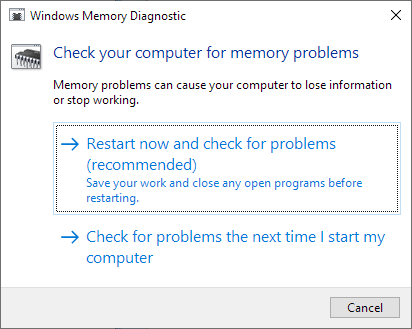 Windows Memory Diagnostic
Check your computer for memory problems
Memory problems can cause your computer to lose information
or stop working.
Restart now and check for problems
(recommended)
Save your work and close any open programs before
restarting.
Check for problems the next time I start my
computer
Cancel